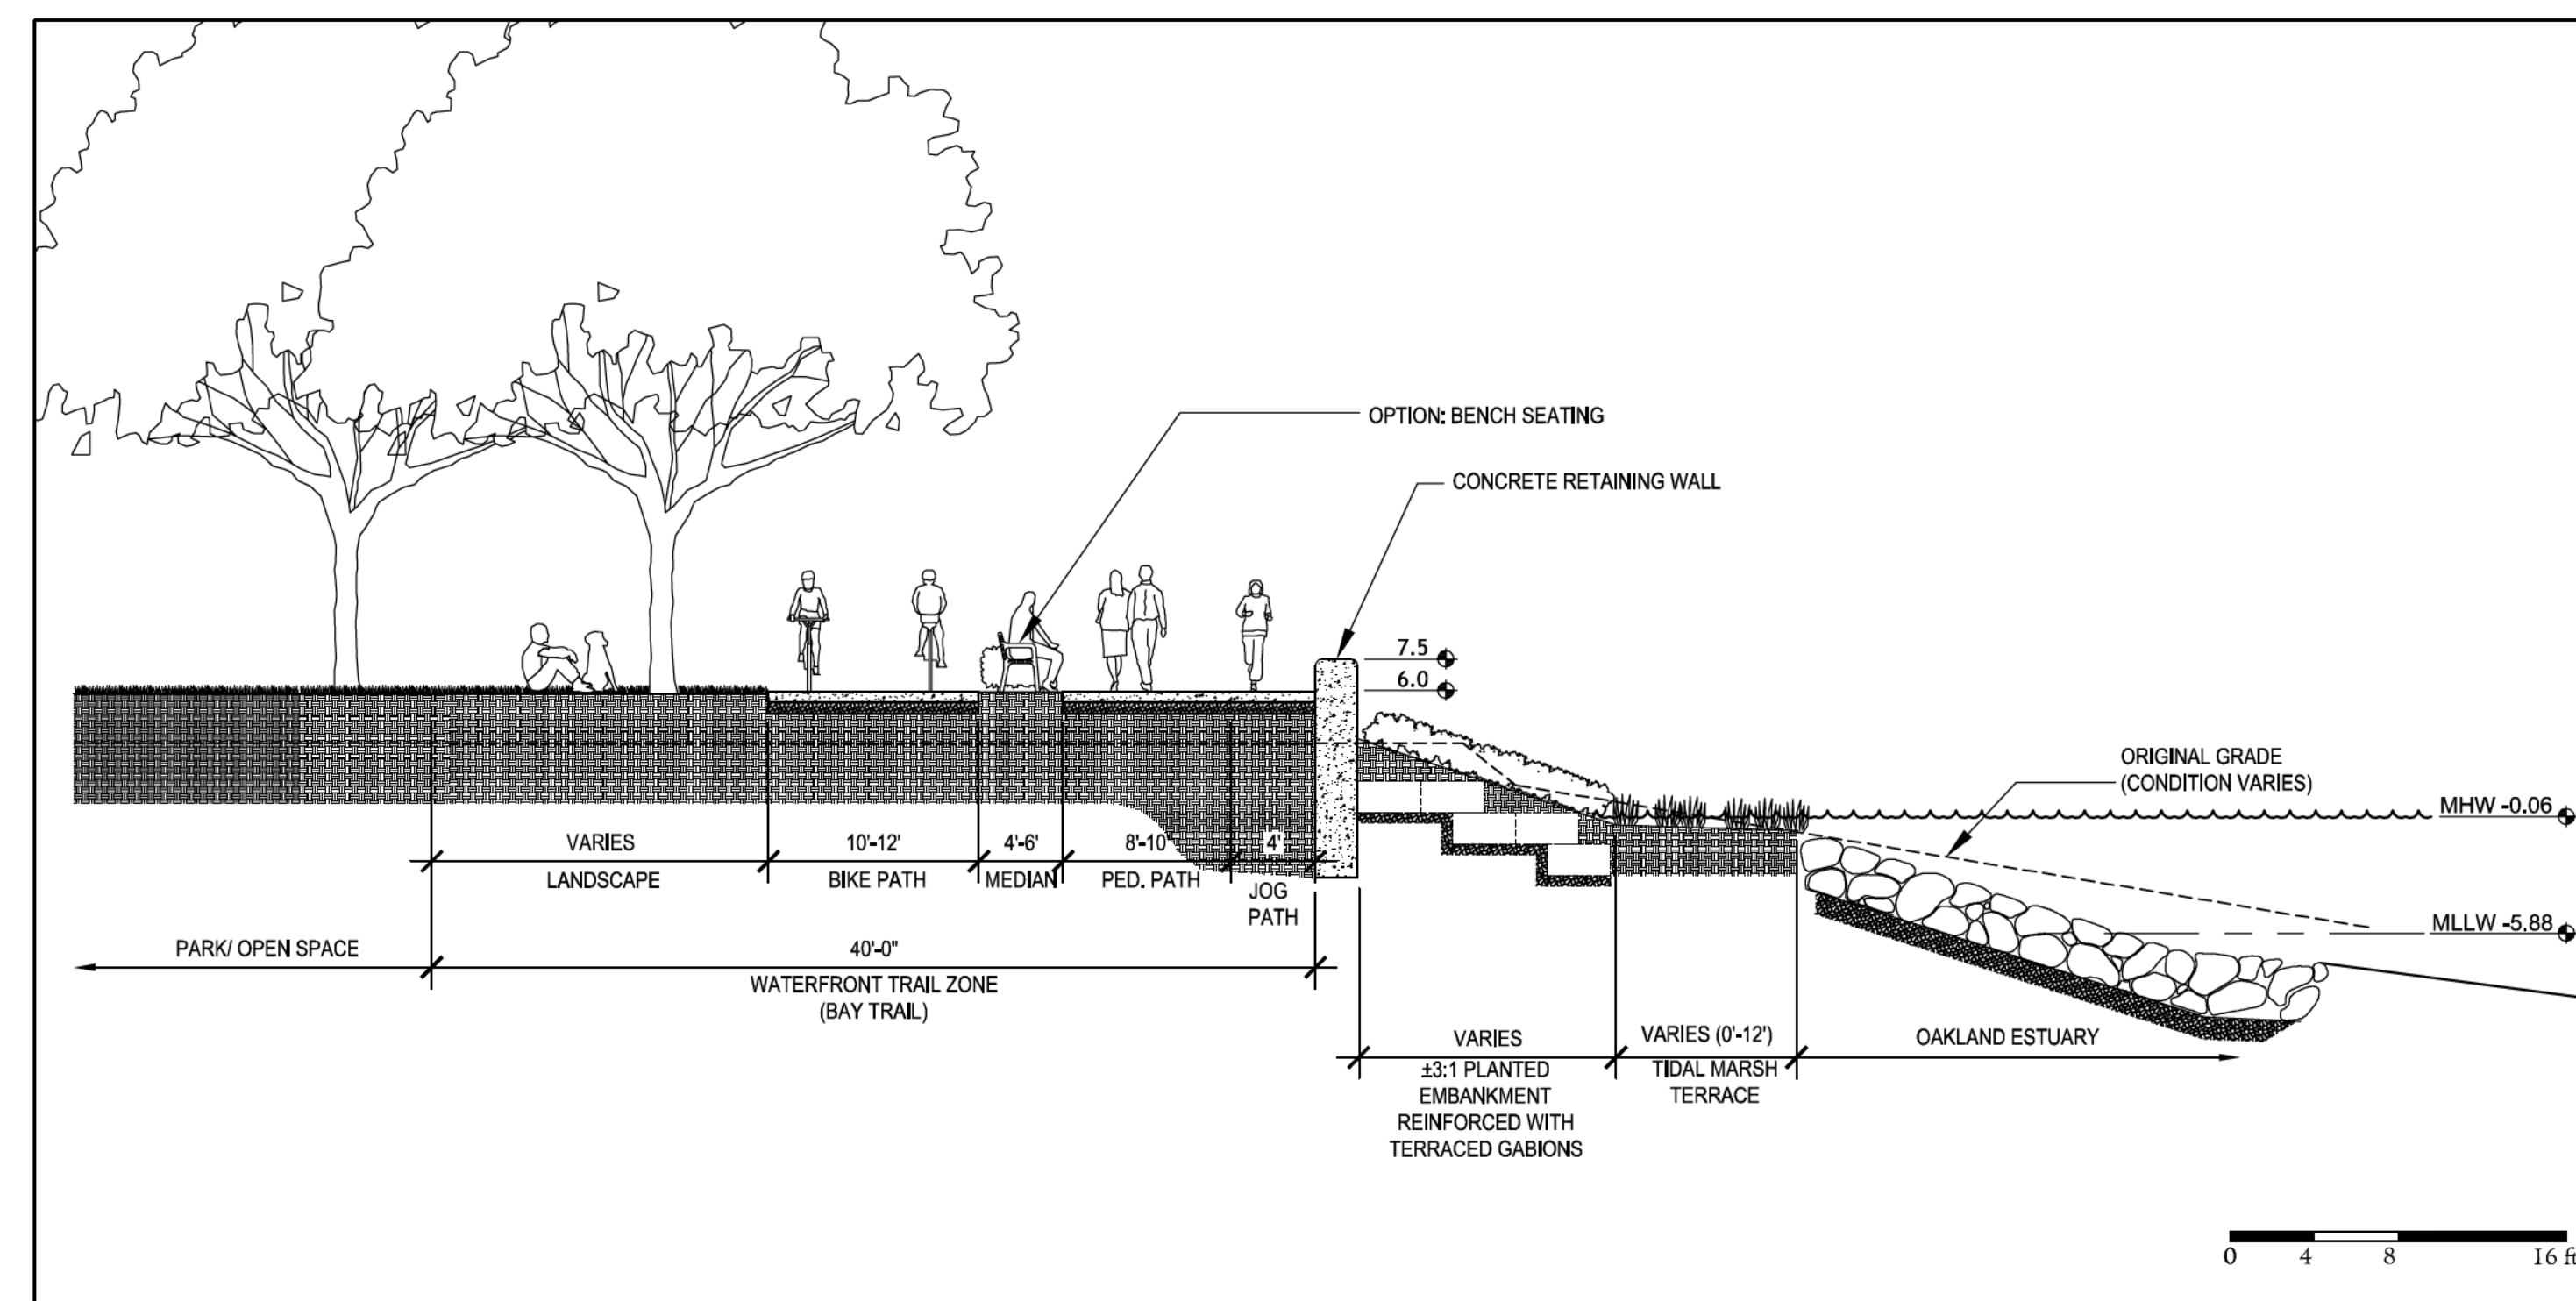 OPTION: BENCH SEATING
CONCRETE RETAINING WALL
7.5
6.0
ORIGINAL GRADE
(CONDITION VARIES)
MHW -0.06
MLLW -5.88
VARIES
LANDSCAPE
10'-12'
BIKE PATH
4'-6'
MEDIAN
8'-10'
PED. PATH
4'
JOG
PATH
PARK/ OPEN SPACE
40'-0"
WATERFRONT TRAIL ZONE
(BAY TRAIL)
VARIES
±3:1 PLANTED
EMBANKMENT
REINFORCED WITH
TERRACED GABIONS
VARIES (0'-12')
TIDAL MARSH
TERRACE
OAKLAND ESTUARY
0 4 8 16 ft